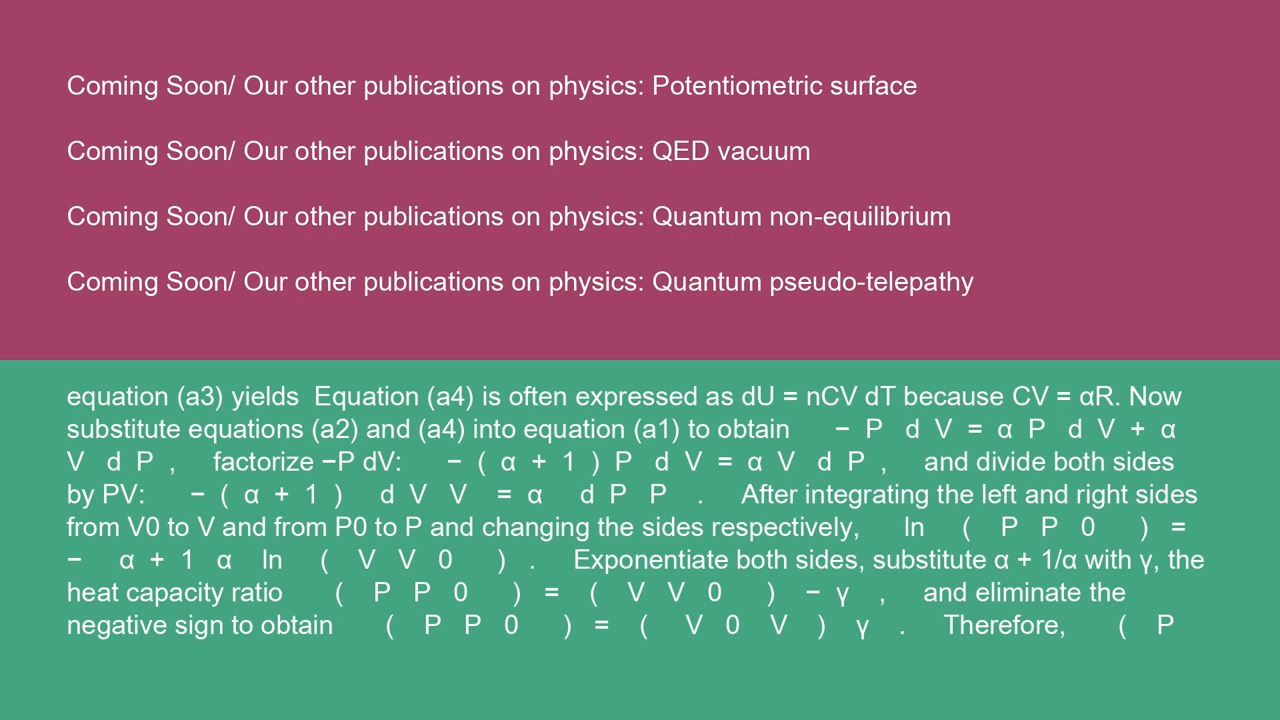 Coming Soon/ Our other publications on physics: Potentiometric surface
Coming Soon/ Our other publications on physics: QED vacuum
Coming Soon/ Our other publications on physics: Quantum non-equilibrium
Coming Soon/ Our other publications on physics: Quantum pseudo-telepathy
equation (a3) yields  Equation (a4) is often expressed as dU = nCV dT because CV = αR. Now
substitute equations (a2) and (a4) into equation (a1) to obtain − P d V = α P d V + α
V d P , factorize −P dV: − ( α + 1 ) P d V = α V d P , and divide both sides
by PV: − ( α + 1 ) d V V = α d P P . After integrating the left and right sides
from V0 to V and from P0 to P and changing the sides respectively, ln ( P P 0 ) =
− α + 1 α ln ( V V 0 ) . Exponentiate both sides, substitute α + 1/α with γ, the
heat capacity ratio ( P P 0 ) = ( V V 0 ) − γ , and eliminate the
negative sign to obtain ( P P 0 ) = ( V 0 V ) γ . Therefore, ( P